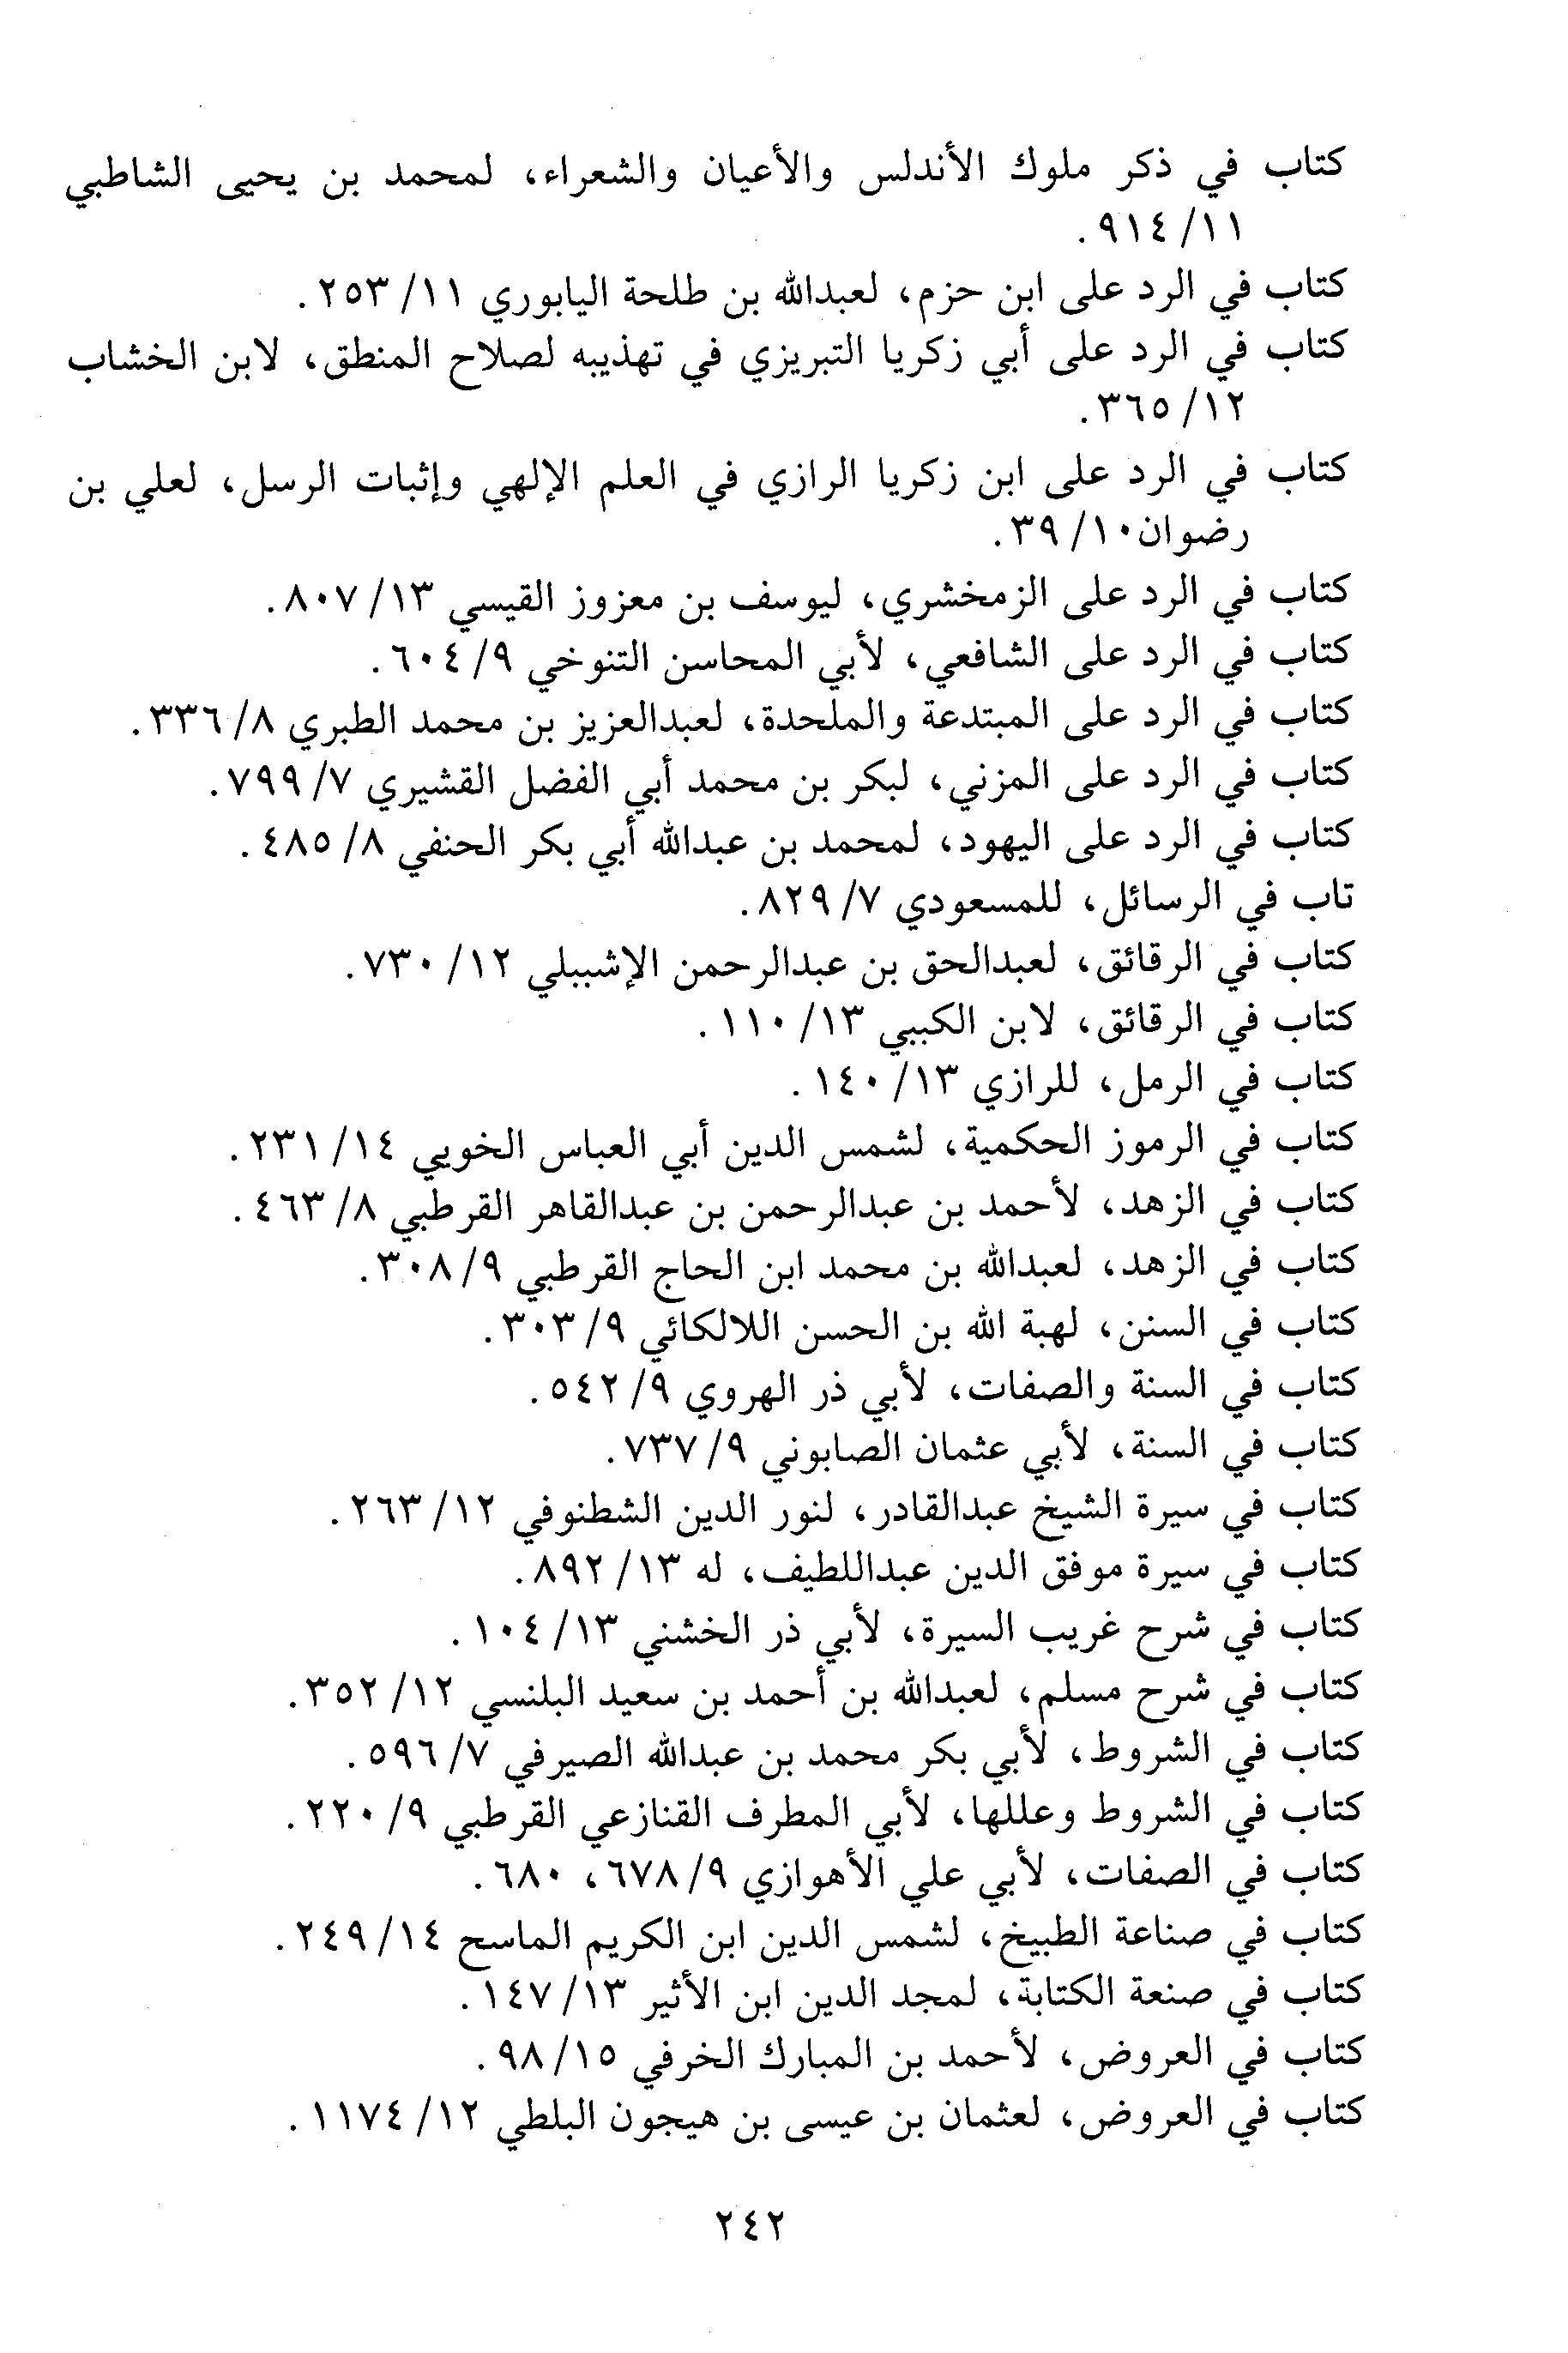 كتاب في ذكر ملوك الأندلس والأعيان والشعراء، لمحمد بن يحيى الشاطبي
١١/ ٩١٤.
كتاب في الرد على ابن حزم، لعبدالله بن طلحة اليابوري ١١/ ٢٥٣.
كتاب في الرد على أبي زكريا التبريزي في تهذيبه لصلاح المنطق، لابن الخشاب
١٢/ ٣٦٥.
كتاب في الرد على ابن زكريا الرازي في العلم الإلهي وإثبات الرسل، لعلي بن
رضوان١٠/ ٣٩.
كتاب في الرد على الزمخشري، ليوسف بن معزوز القيسي ١٣/ ٨٠٧.
كتاب في الرد على الشافعي، لأبي المحاسن التنوخي ٩/ ٦٠٤.
كتاب في الرد على المبتدعة والملحدة، لعبدالعزيز بن محمد الطبري ٨/ ٣٣٦.
كتاب في الرد على المزني، لبكر بن محمد أبي الفضل القشيري ٧/ ٧٩٩.
كتاب في الرد على اليهود، لمحمد بن عبدالله أبي بكر الحنفي ٨/ ٤٨٥.
تاب في الرسائل، للمسعودي ٧/ ٨٢٩.
كتاب في الرقائق، لعبدالحق بن عبدالرحمن الإشبيلي ١٢/ ٧٣٠.
كتاب في الرقائق، لابن الكببي ١٣/ ١١٠.
كتاب في الرمل، للرازي ١٣/ ١٤٠.
كتاب في الرموز الحكمية، لشمس الدين أبي العباس الخويي ١٤/ ٢٣١.
كتاب في الزهد، لأحمد بن عبدالرحمن بن عبدالقاهر القرطبي ٨/ ٤٦٣.
كتاب في الزهد، لعبدالله بن محمد ابن الحاج القرطبي ٩/ ٣٠٨.
كتاب في السنن، لهبة الله بن الحسن اللالكائي ٩/ ٣٠٣.
كتاب في السنة والصفات، لأبي ذر الهروي ٩/ ٥٤٢.
كتاب في السنة، لأبي عثمان الصابوني ٩/ ٧٣٧.
كتاب في سيرة الشيخ عبدالقادر، لنور الدين الشطنوفي ١٢/ ٢٦٣.
كتاب في سيرة موفق الدين عبداللطيف، له ١٣/ ٨٩٢.
كتاب في شرح غريب السيرة، لأبي ذر الخشني ١٣/ ١٠٤.
كتاب في شرح مسلم، لعبدالله بن أحمد بن سعيد البلنسي ١٢/ ٣٥٢.
كتاب في الشروط، لأبي بكر محمد بن عبدالله الصيرفي ٧/ ٥٩٦.
كتاب في الشروط وعللها، لأبي المطرف القنازعي القرطبي ٩/ ٢٢٠.
كتاب في الصفات، لأبي علي الأهوازي ٩/ ٦٧٨، ٦٨٠.
كتاب في صناعة الطبيخ، لشمس الدين ابن الكريم الماسح ١٤/ ٢٤٩.
كتاب في صنعة الكتابة، لمجد الدين ابن الأثير ١٣/ ١٤٧.
كتاب في العروض، لأحمد بن المبارك الخرفي ١٥/ ٩٨.
كتاب في العروض، لعثمان بن عيسى بن هيجون البلطي ١٢/ ١١٧٤.
٢٤٢